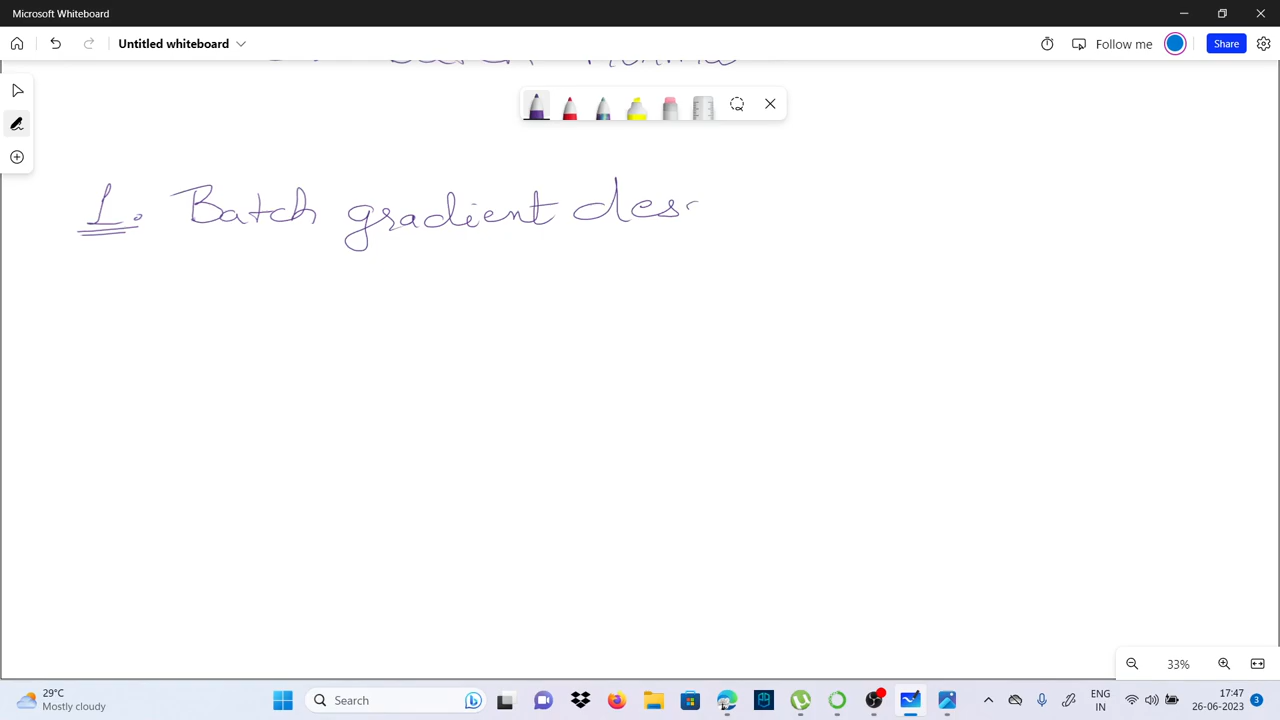 Microsoft Whiteboard
Untitled whiteboard
Follow me
Share
1. Batch gradient des
33%
29°C
Mostly cloudy
Search
ENG
IN
17:47
26-06-2023
3